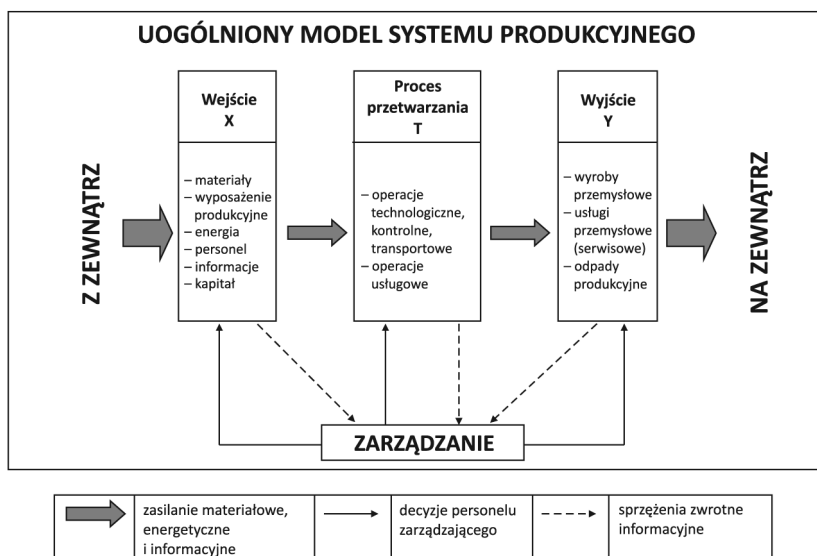 UOGÓLNIONY MODEL SYSTEMU PRODUKCYJNEGO
Z ZEWNĄTRZ
Wejście
X
– materiały
– wyposażenie
produkcyjne
– energia
– personel
– informacje
– kapitał
Proces
przetwarzania
T
– operacje
technologiczne,
kontrolne,
transportowe
– operacje
usługowe
Wyjście
Y
– wyroby
przemysłowe
– usługi
przemysłowe
(serwisowe)
– odpady
produkcyjne
NA ZEWNĄTRZ
ZARZĄDZANIE
zasilanie materiałowe,
energetyczne
i informacyjne
decyzje personelu
zarządzającego
sprzężenia zwrotne
informacyjne